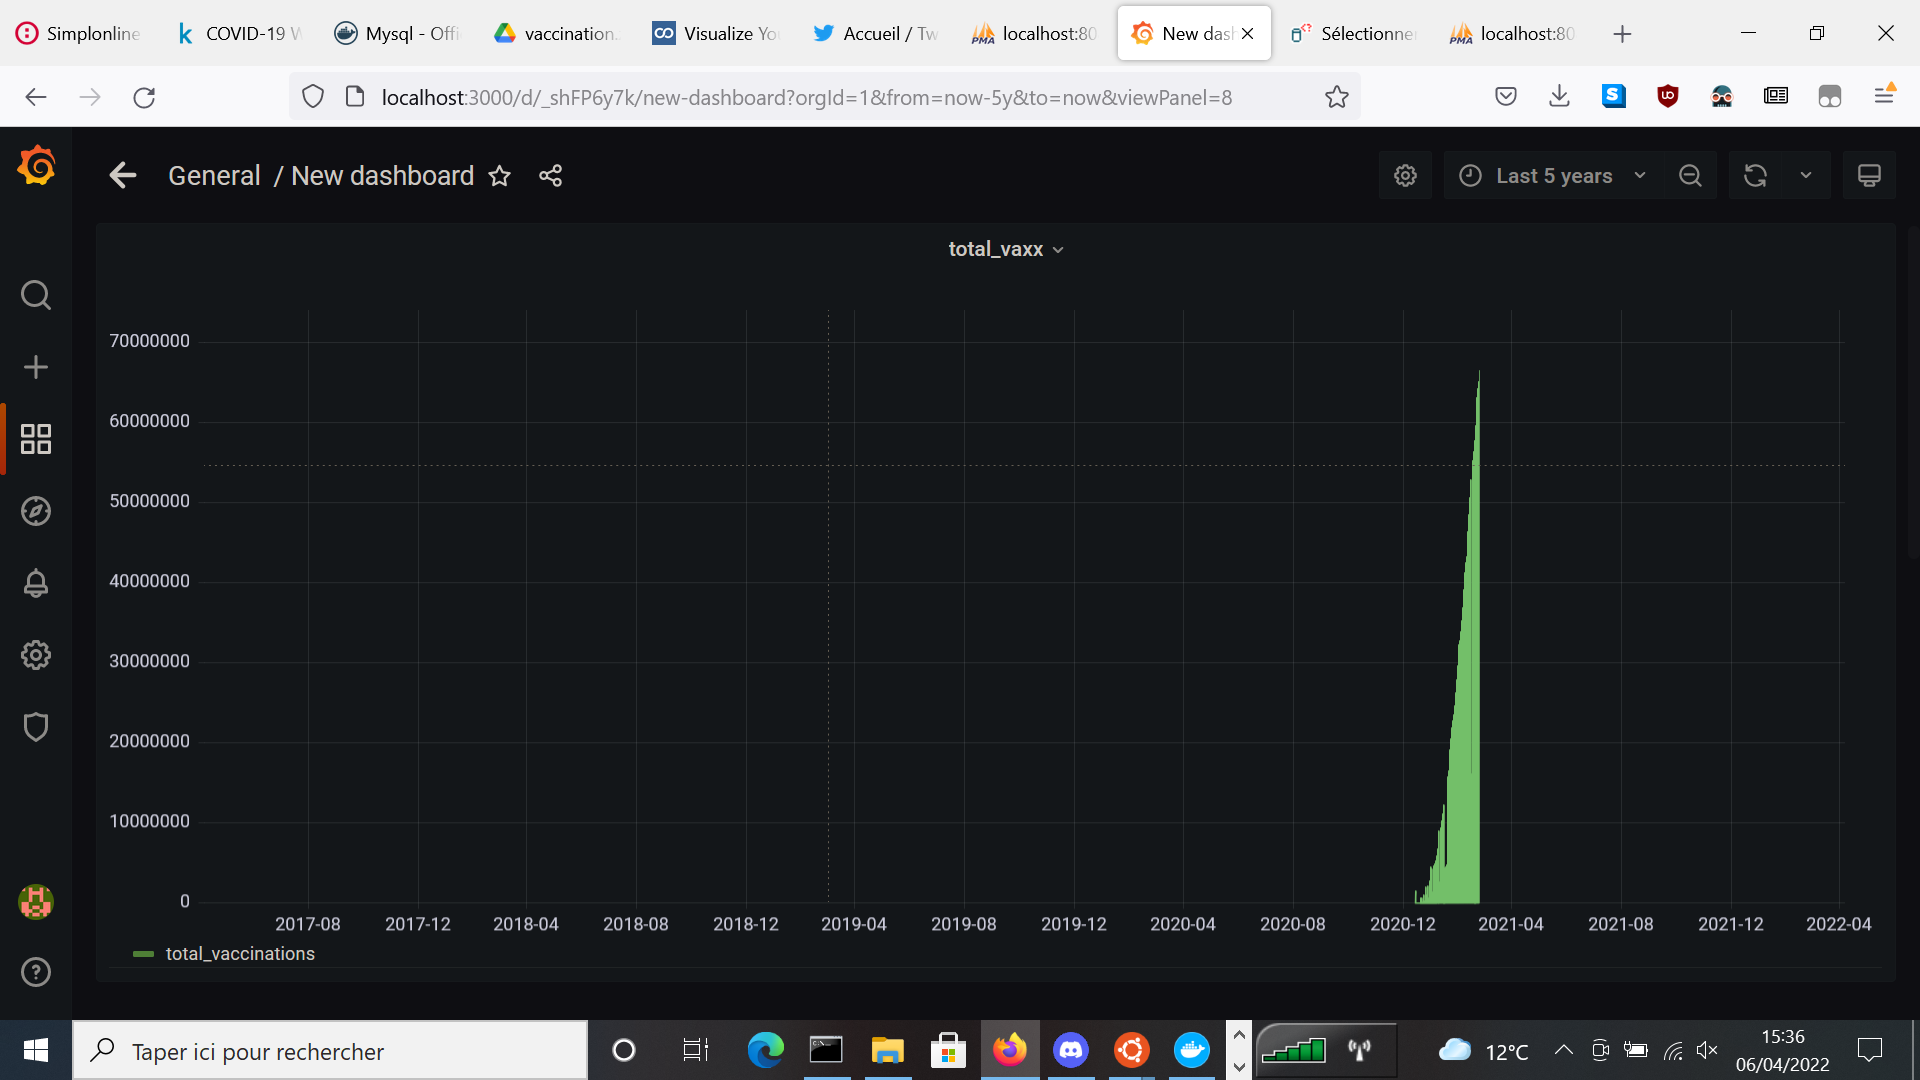 Simplonline
COVID-19 W
Mysql - Offi
vaccination.
Visualize Yo
Accueil / Tw
localhost:80
New dash
Sélectionner
localhost:80
localhost:3000/d/_shFP6y7k/new-dashboard?orgId=1&from=now-5y&to=now&viewPanel=8
General / New dashboard
Last 5 years
total_vaxx
70000000
60000000
50000000
40000000
30000000
20000000
10000000
0
2017-08 2017-12 2018-04 2018-08 2018-12 2019-04 2019-08 2019-12 2020-04 2020-08 2020-12 2021-04 2021-08 2021-12 2022-04
total_vaccinations
Taper ici pour rechercher
12°C
15:36
06/04/2022